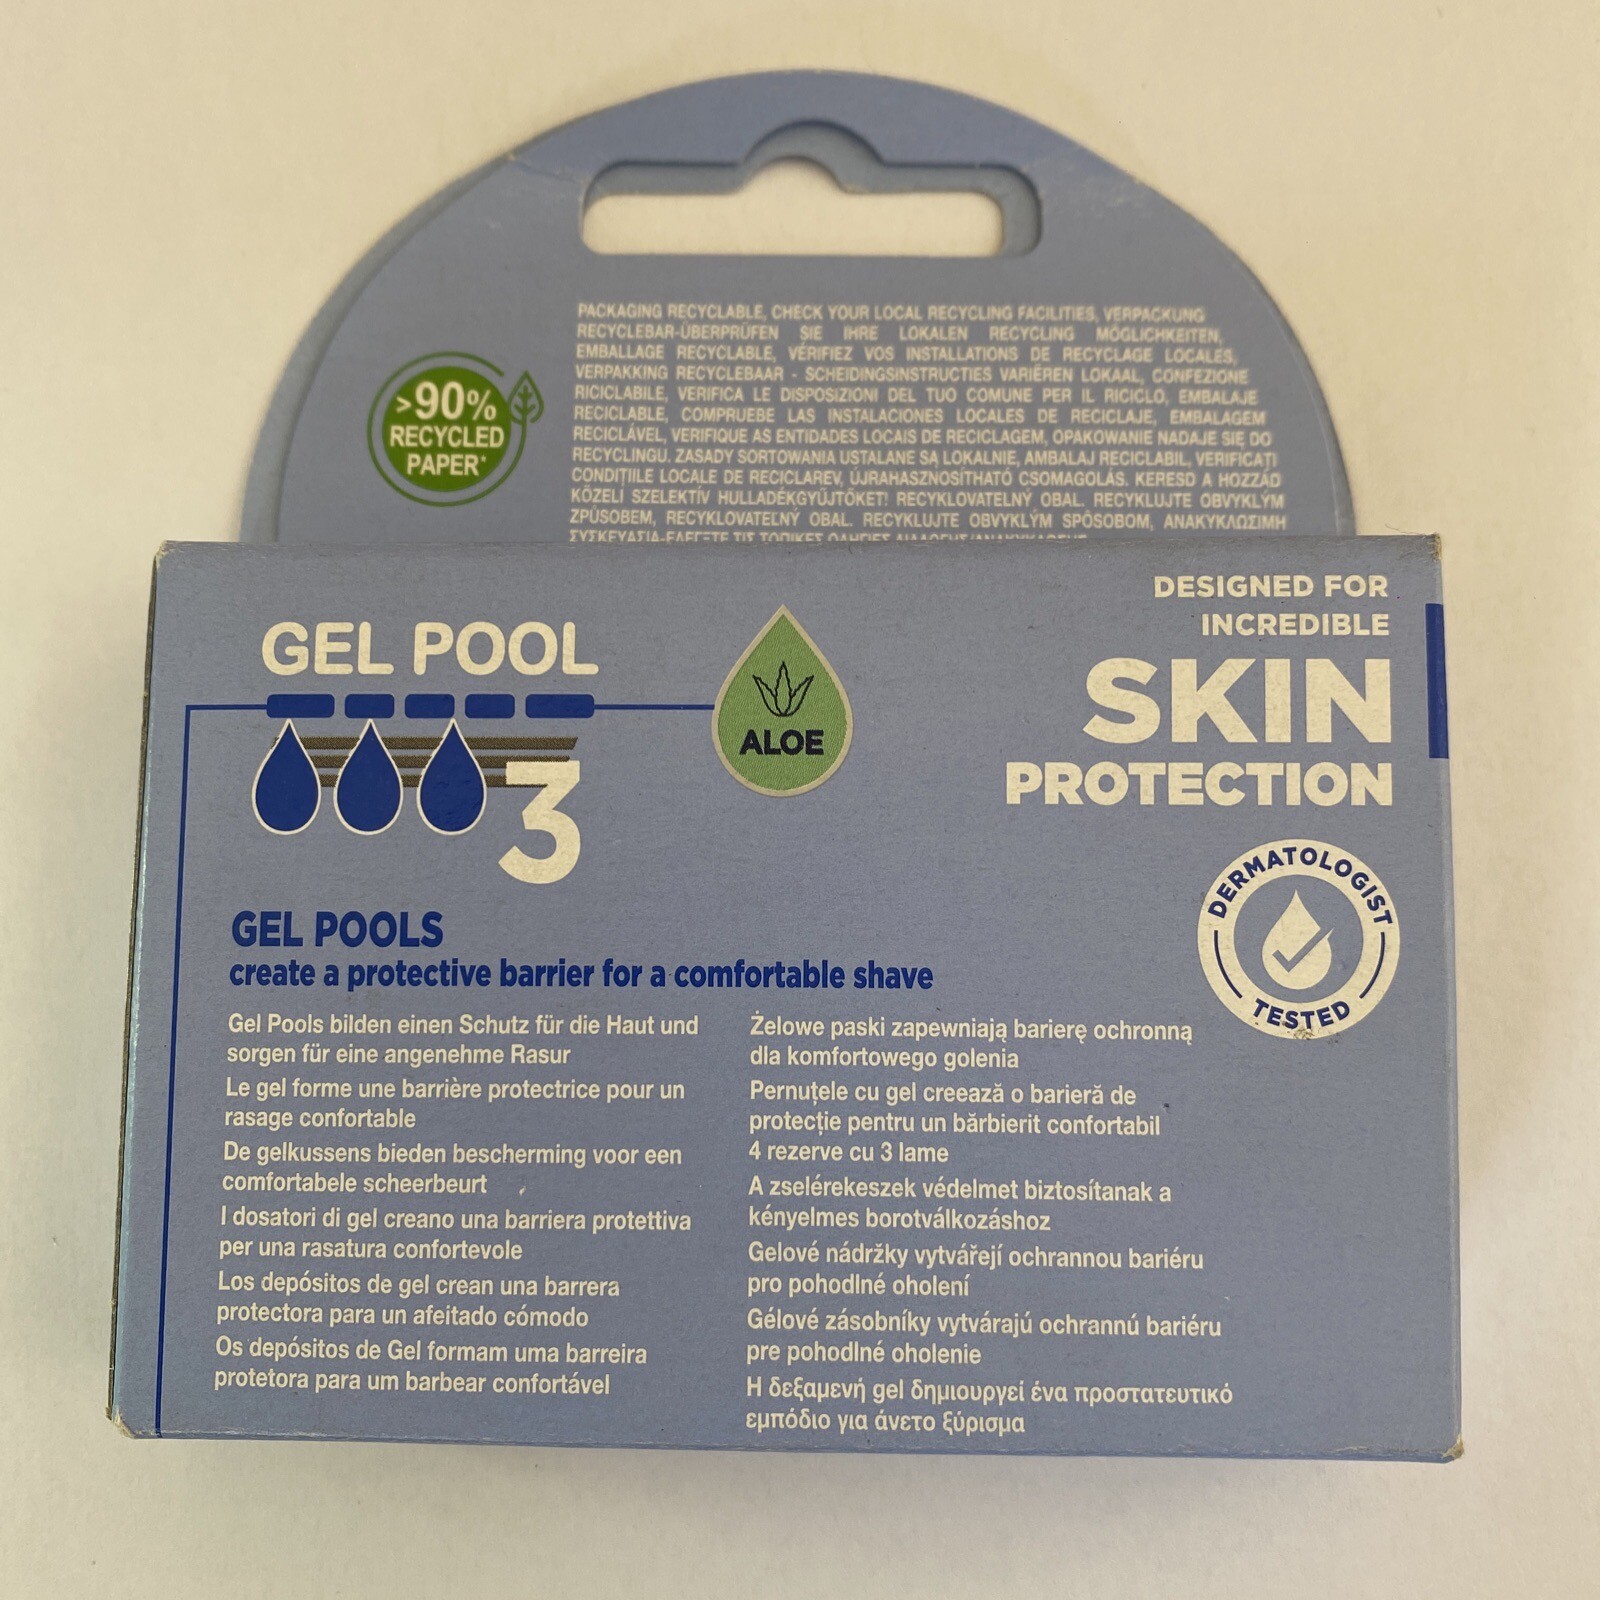 PACKAGING RECYCLABLE, CHECK YOUR LOCAL RECYCLING FACILITIES, VERPACKUNG
RECYCLEBAR-ÜBERPRÜFEN SIE IHRE LOKALEN RECYCLING MÖGLICHKEITEN,
EMBALLAGE RECYCLABLE, VÉRIFIEZ VOS INSTALLATIONS DE RECYCLAGE LOCALES,
VERPAKKING RECYCLEBAAR - SCHEIDINGSINSTRUCTIES VARIËREN LOKAAL, CONFEZIONE
RICICLABILE, VERIFICA LE DISPOSIZIONI DEL TUO COMUNE PER IL RICICLO, EMBALAJE
RECICLABLE, COMPRUEBE LAS INSTALACIONES LOCALES DE RECICLAJE, EMBALAGEM
RECICLÁVEL, VERIFIQUE AS ENTIDADES LOCAIS DE RECICLAGEM, OPAKOWANIE NADAJE SIĘ DO
RECYCLINGU. ZASADY SORTOWANIA USTALANE SĄ LOKALNIE, AMBALAJ RECICLABIL, VERIFICAȚI
CONDIȚIILE LOCALE DE RECICLAREV, ÚJRAHASZNOSÍTHATÓ CSOMAGOLÁS. KERESD A HOZZÁD
KÖZELI SZELEKTÍV HULLADÉKGYŰJTŐKET! RECYKLOVATELNÝ OBAL. RECYKLUJTE OBVYKLÝM
ZPŮSOBEM, RECYKLOVATEĽNÝ OBAL. RECYKLUJTE OBVYKLÝM SPÔSOBOM, ΑΝΑΚΥΚΛΩΣΙΜΗ
ΣΥΣΚΕΥΑΣΙΑ-ΕΛΕΓΞΤΕ ΤΙΣ ΤΟΠΙΚΕΣ ΟΔΗΓΙΕΣ
>90%
RECYCLED
PAPER*
GEL POOL
3
ALOE
DESIGNED FOR
INCREDIBLE
SKIN
PROTECTION
DERMATOLOGIST
TESTED
GEL POOLS
create a protective barrier for a comfortable shave
Gel Pools bilden einen Schutz für die Haut und
sorgen für eine angenehme Rasur
Le gel forme une barrière protectrice pour un
rasage confortable
De gelkussens bieden bescherming voor een
comfortabele scheerbeurt
I dosatori di gel creano una barriera protettiva
per una rasatura confortevole
Los depósitos de gel crean una barrera
protectora para un afeitado cómodo
Os depósitos de Gel formam uma barreira
protetora para um barbear confortável
Żelowe paski zapewniają barierę ochronną
dla komfortowego golenia
Pernuțele cu gel creează o barieră de
protecție pentru un bărbierit confortabil
4 rezerve cu 3 lame
A zselérekeszek védelmet biztosítanak a
kényelmes borotválkozáshoz
Gelové nádržky vytvářejí ochrannou bariéru
pro pohodlné oholení
Gélové zásobníky vytvárajú ochrannú bariéru
pre pohodlné oholenie
Η δεξαμενή gel δημιουργεί ένα προστατευτικό
εμπόδιο για άνετο ξύρισμα